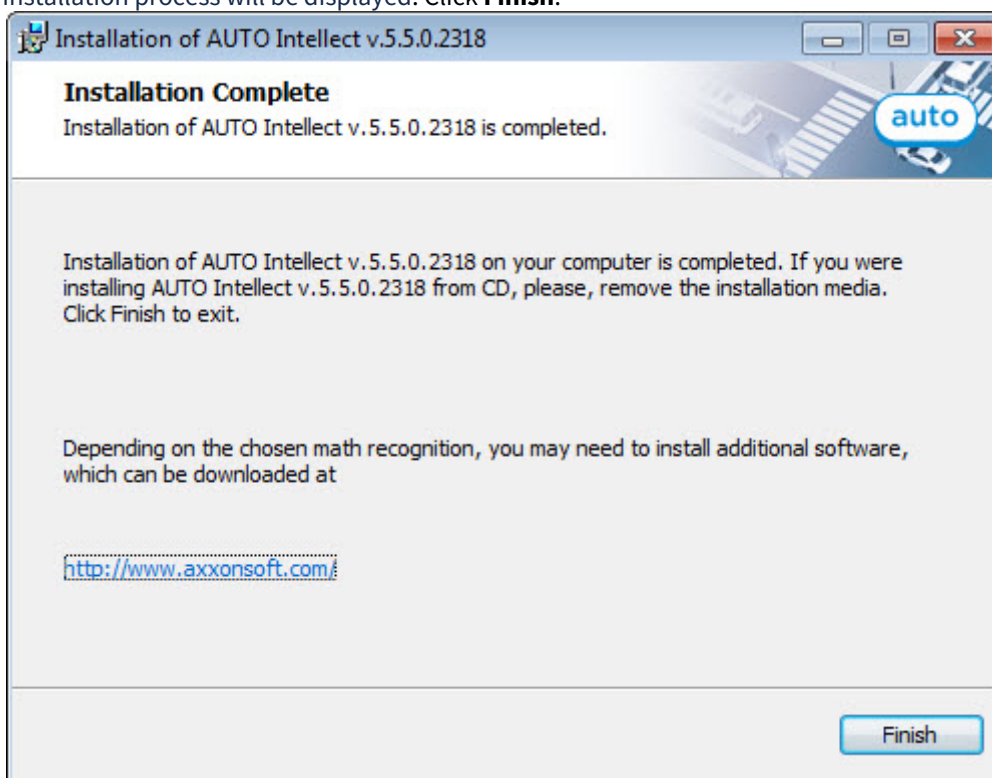 installation process will be displayed. Click Finish.
Installation of AUTO Intellect v.5.5.0.2318
Installation Complete
Installation of AUTO Intellect v.5.5.0.2318 is completed.
auto
Installation of AUTO Intellect v.5.5.0.2318 on your computer is completed. If you were
installing AUTO Intellect v.5.5.0.2318 from CD, please, remove the installation media.
Click Finish to exit.
Depending on the chosen math recognition, you may need to install additional software,
which can be downloaded at
http://www.axxonsoft.com/
Finish